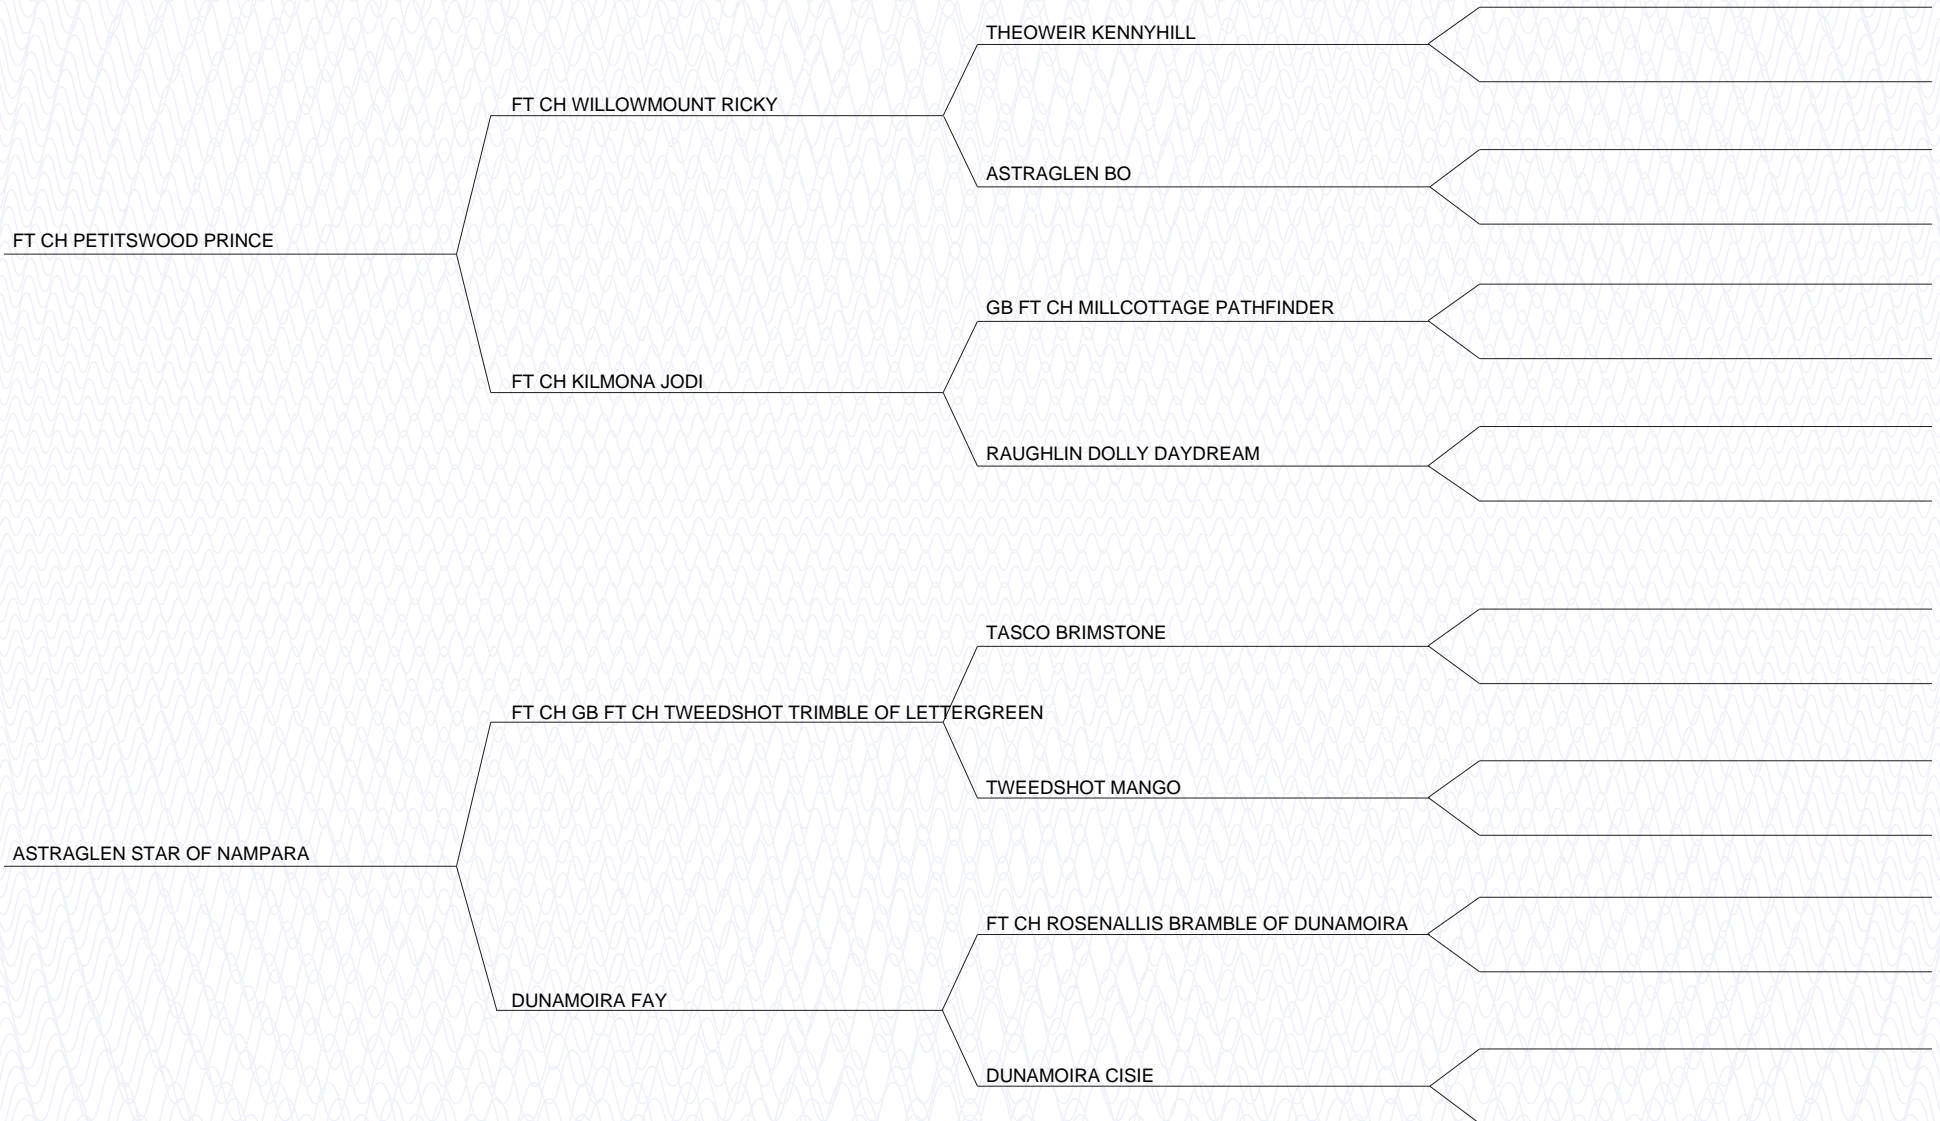 THEOWEIR KENNYHILL
FT CH WILLOWMOUNT RICKY
ASTRAGLEN BO
FT CH PETITSWOOD PRINCE
GB FT CH MILLCOTTAGE PATHFINDER
FT CH KILMONA JODI
RAUGHLIN DOLLY DAYDREAM
TASCO BRIMSTONE
FT CH GB FT CH TWEEDSHOT TRIMBLE OF LETTERGREEN
TWEEDSHOT MANGO
ASTRAGLEN STAR OF NAMPARA
FT CH ROSENALLIS BRAMBLE OF DUNAMOIRA
DUNAMOIRA FAY
DUNAMOIRA CISIE